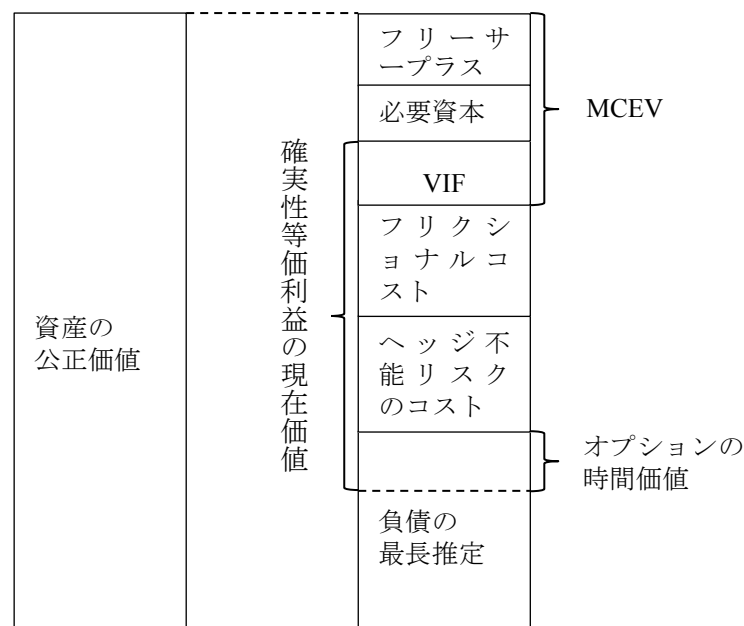 資産の
公正価値
確実性等価利益の現在価値
フリーサ
ープラス
必要資本
VIF
フリクシ
ョナルコ
スト
ヘッジ不
能リスク
のコスト
負債の
最長推定
MCEV
オプションの
時間価値